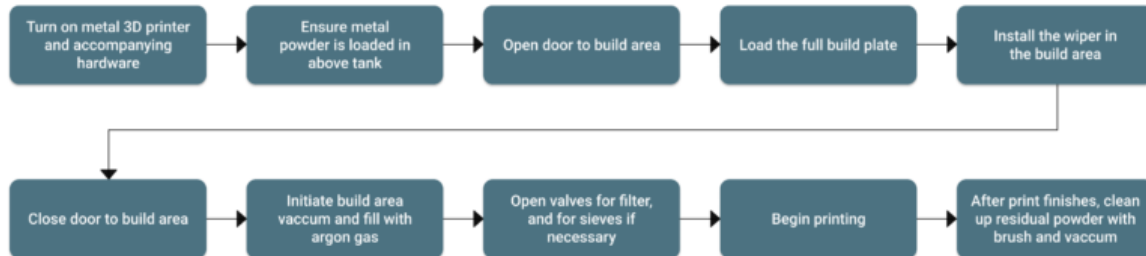 Turn on metal 3D printer
and accompanying
hardware
Ensure metal
powder is loaded in
above tank
Open door to build area
Load the full build plate
Install the wiper in
the build area
Close door to build area
Initiate build area
vaccum and fill with
argon gas
Open valves for filter,
and for sieves if
necessary
Begin printing
After print finishes, clean
up residual powder with
brush and vaccum